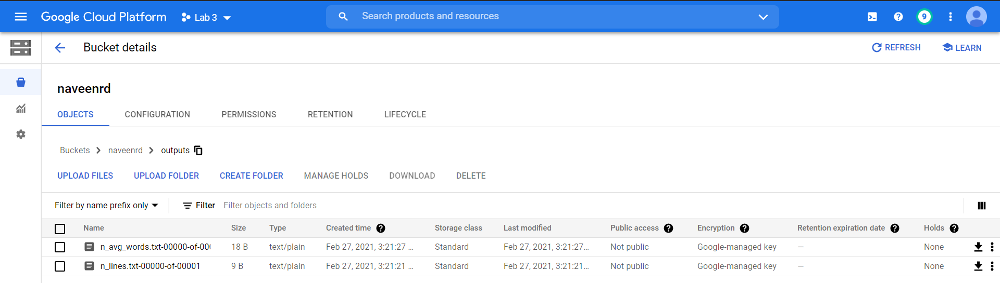 Google Cloud Platform Lab 3 Search products and resources 9
Bucket details REFRESH LEARN
naveenrd
OBJECTS CONFIGURATION PERMISSIONS RETENTION LIFECYCLE
Buckets naveenrd outputs
UPLOAD FILES UPLOAD FOLDER CREATE FOLDER MANAGE HOLDS DOWNLOAD DELETE
Filter by name prefix only Filter Filter objects and folders
Name Size Type Created time Storage class Last modified Public access Encryption Retention expiration date Holds
n_avg_words.txt-00000-of-000 18 B text/plain Feb 27, 2021, 3:21:27 ... Standard Feb 27, 2021, 3:21:27... Not public Google-managed key — None
n_lines.txt-00000-of-00001 9 B text/plain Feb 27, 2021, 3:21:21 ... Standard Feb 27, 2021, 3:21:21... Not public Google-managed key — None